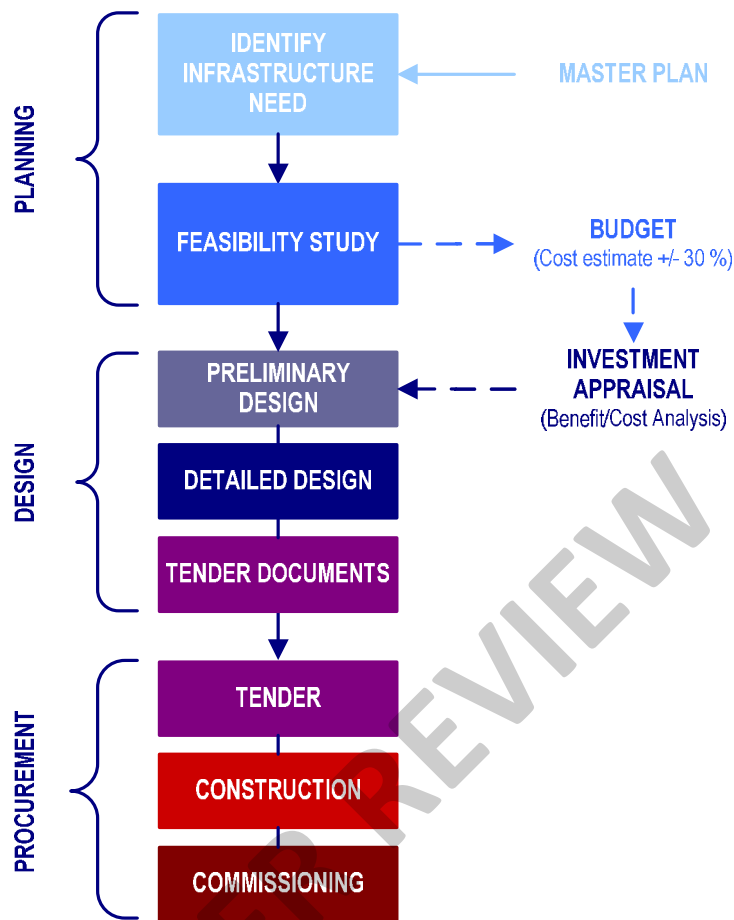 PLANNING
IDENTIFY
INFRASTRUCTURE
NEED
MASTER PLAN
FEASIBILITY STUDY
BUDGET
(Cost estimate +/- 30 %)
INVESTMENT
APPRAISAL
(Benefit/Cost Analysis)
DESIGN
PRELIMINARY
DESIGN
DETAILED DESIGN
TENDER DOCUMENTS
PROCUREMENT
TENDER
CONSTRUCTION
COMMISSIONING
REVIEW